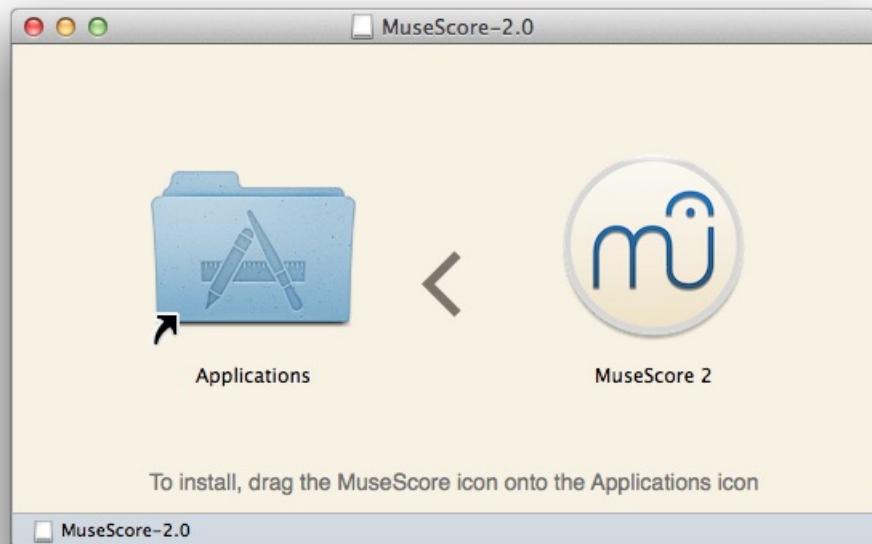 MuseScore-2.0
Applications
MuseScore 2
To install, drag the MuseScore icon onto the Applications icon
MuseScore-2.0